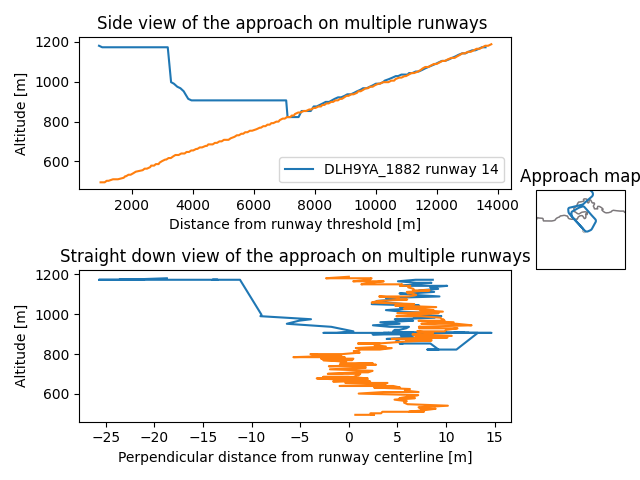 Side view of the approach on multiple runways
Altitude [m]
1200
1000
800
600
DLH9YA_1882 runway 14
2000 4000 6000 8000 10000 12000 14000
Distance from runway threshold [m]
Approach map
Straight down view of the approach on multiple runways
Altitude [m]
1200
1000
800
600
−25 −20 −15 −10 −5 0 5 10 15
Perpendicular distance from runway centerline [m]